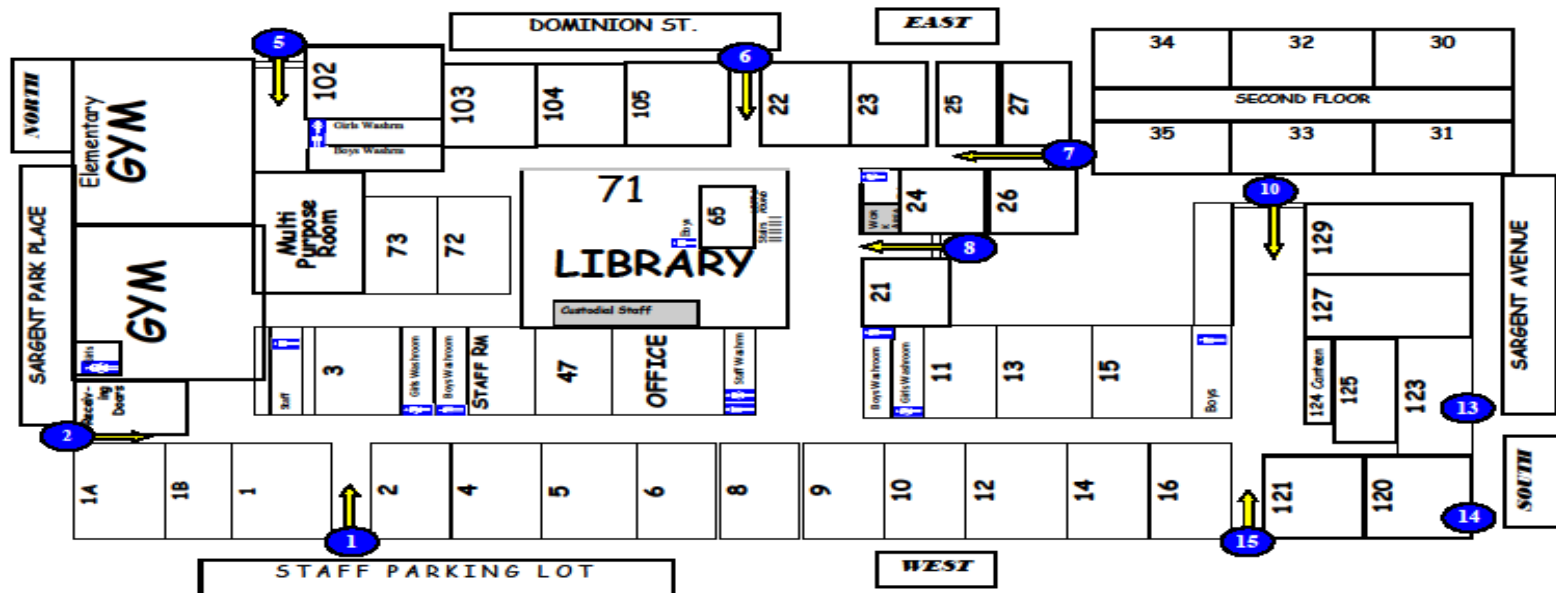 DOMINION ST.
EAST
NORTH
5
6
102
103
104
105
22
23
25
27
34
32
30
SECOND FLOOR
35
33
31
Elementary
GYM
Girls Washrm
Boys Washrm
7
10
SARGENT PARK PLACE
Multi
Purpose
Room
73
72
71
LIBRARY
65
Boys
Stairs
Custodial Staff
24
26
8
21
129
127
SARGENT AVENUE
GYM
Receiv-
ing
Doors
Staff
3
Girls Washroom
Boys Washroom
STAFF RM
47
OFFICE
Staff Washrm
Boys Washroom
Girls Washroom
11
13
15
Boys
124 Canteen
125
123
13
2
1A
1B
1
2
4
5
6
8
9
10
12
14
16
121
120
14
SOUTH
1
15
STAFF PARKING LOT
WEST